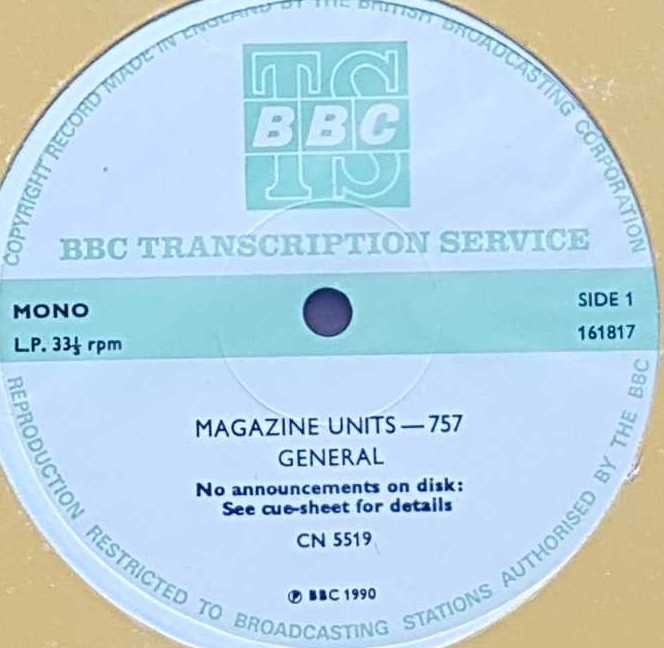 COPYRIGHT RECORD MADE IN ENGLAND BY THE BRITISH BROADCASTING CORPORATION
TS
BBC
BBC TRANSCRIPTION SERVICE
MONO
SIDE 1
L.P. 33⅓ rpm
161817
MAGAZINE UNITS—757
GENERAL
No announcements on disk:
See cue-sheet for details
CN 5519
℗ BBC 1990
REPRODUCTION RESTRICTED TO BROADCASTING STATIONS AUTHORISED BY THE BBC